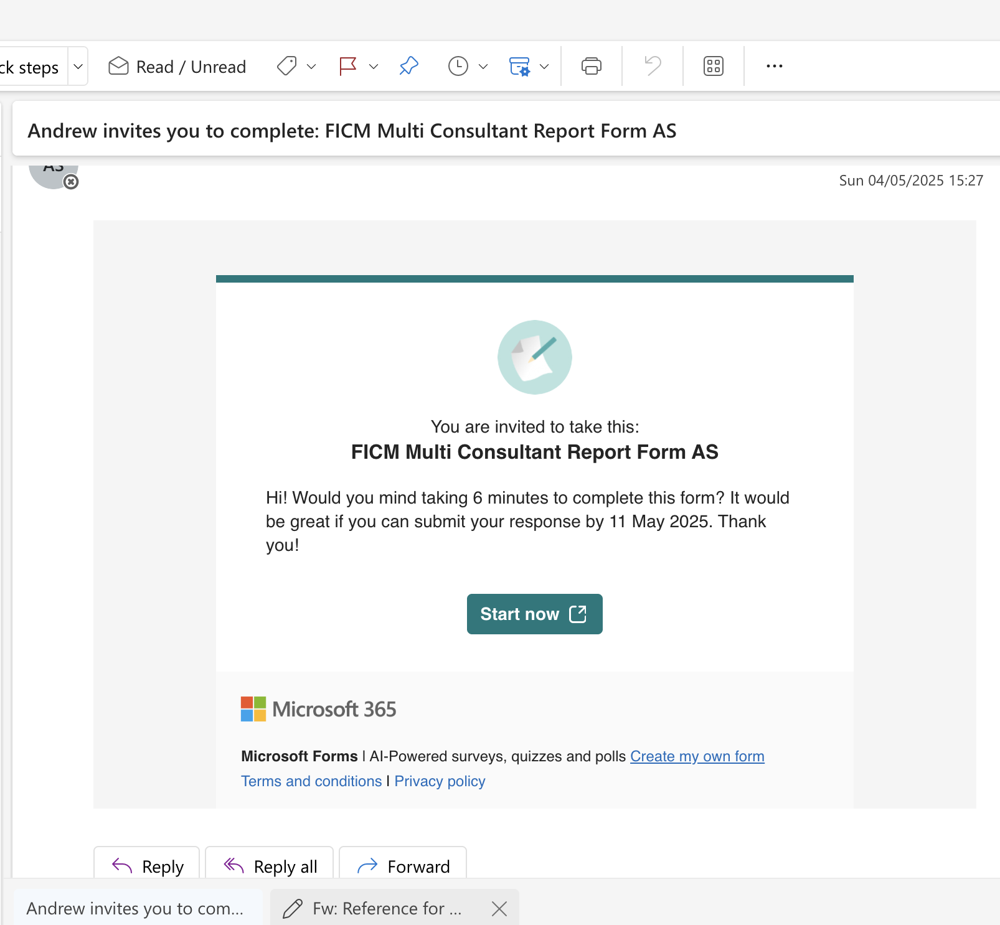 ck steps
Read / Unread
Andrew invites you to complete: FICM Multi Consultant Report Form AS
AS
Sun 04/05/2025 15:27
You are invited to take this:
FICM Multi Consultant Report Form AS
Hi! Would you mind taking 6 minutes to complete this form? It would
be great if you can submit your response by 11 May 2025. Thank
you!
Start now
Microsoft 365
Microsoft Forms | AI-Powered surveys, quizzes and polls Create my own form
Terms and conditions | Privacy policy
Reply
Reply all
Forward
Andrew invites you to com...
Fw: Reference for ...